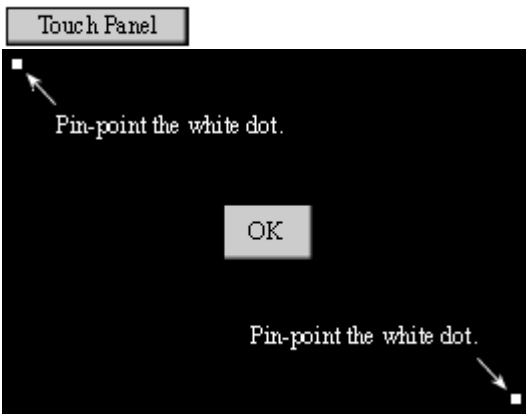 Touch Panel
Pin-point the white dot.
OK
Pin-point the white dot.